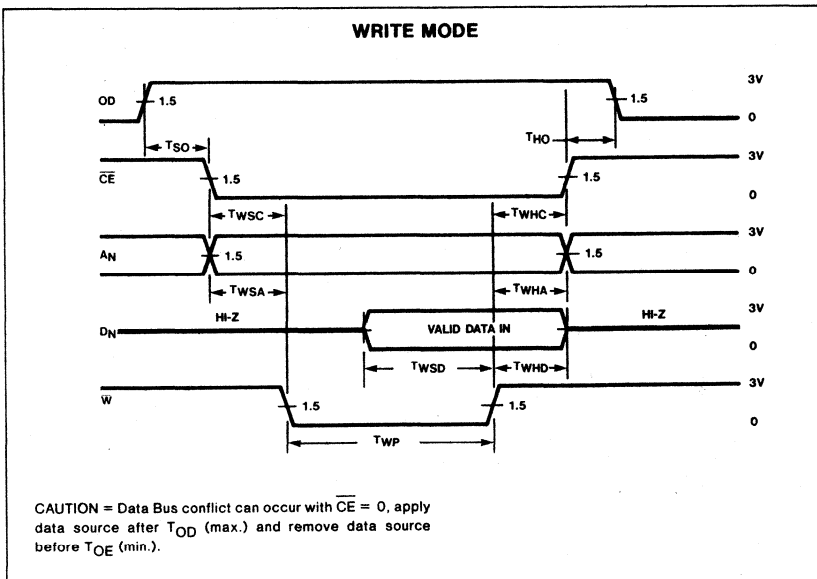 WRITE MODE
OD 1.5 3V
1.5 0
TSO THO
CE 1.5 1.5 3V
0
TWSC TWHC
AN 1.5 1.5 3V
0
TWSA TWHA
DN HI-Z VALID DATA IN HI-Z 3V
0
TWSD TWHD
W 1.5 1.5 3V
0
TWP
CAUTION = Data Bus conflict can occur with CE = 0, apply
data source after TOD (max.) and remove data source
before TOE (min.).